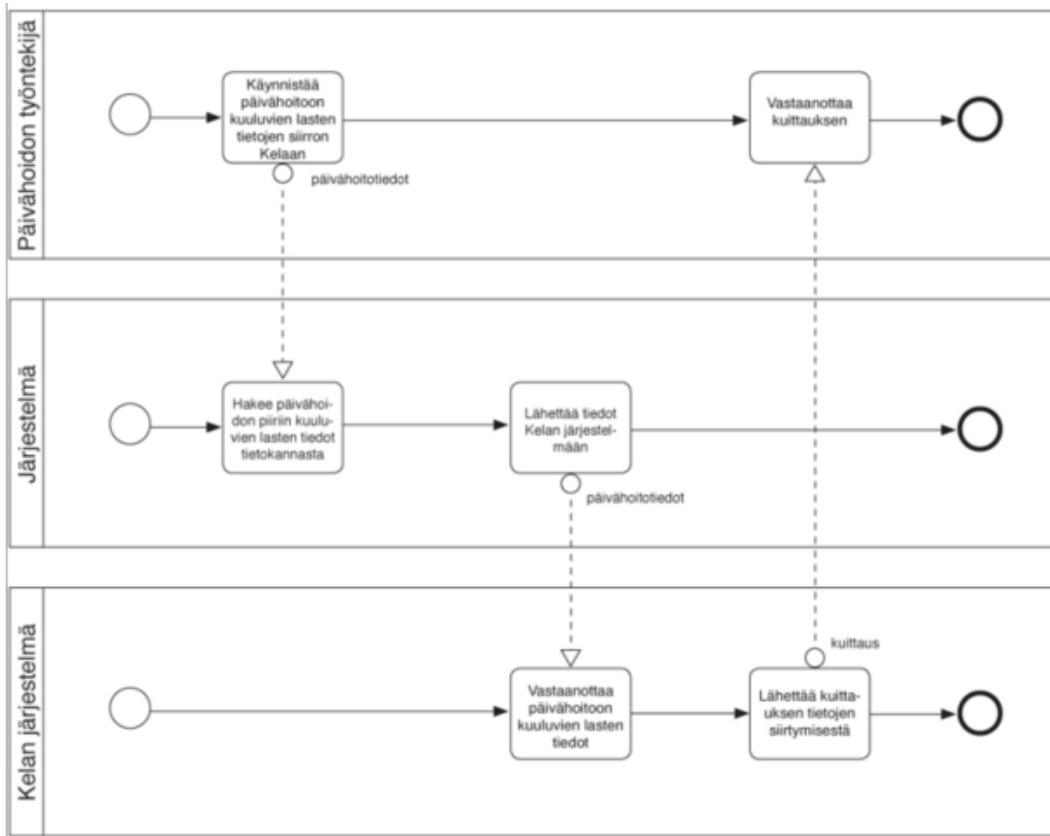 Päivähoidon työntekijä
Käynnistää
päivähoitoon
kuuluvien lasten
tietojen siirron
Kelaan
päivähoitotiedot
Vastaanottaa
kuittauksen
Järjestelmä
Hakee päivähoi-
don piiriin kuulu-
vien lasten tiedot
tietokannasta
Lähettää tiedot
Kelan järjestel-
mään
päivähoitotiedot
Kelan järjestelmä
Vastaanottaa
päivähoitoon
kuuluvien lasten
tiedot
kuittaus
Lähettää kuitta-
uksen tietojen
siirtymisestä